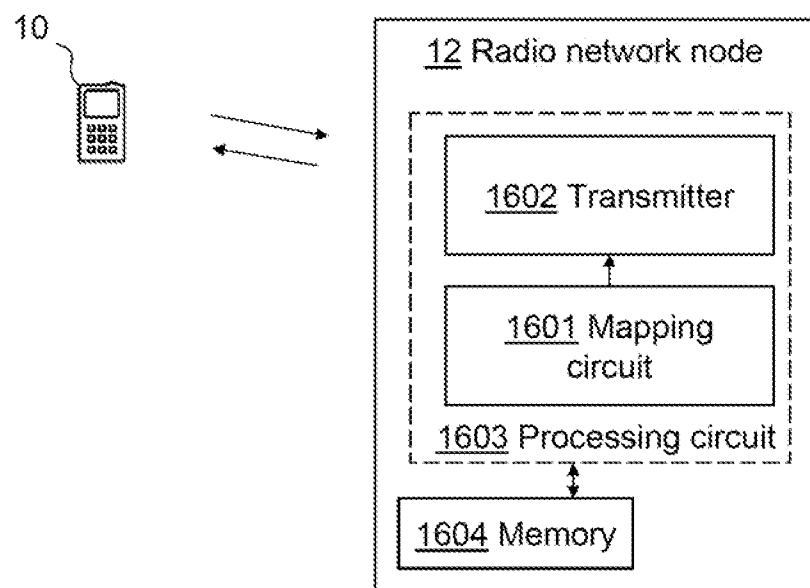 10
12 Radio network node
1602 Transmitter
1601 Mapping
circuit
1603 Processing circuit
1604 Memory